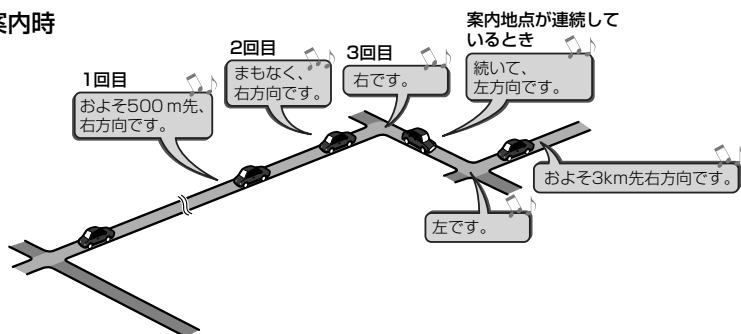 案内時
1回目
およそ500 m先、
右方向です。
2回目
まもなく、
右方向です。
3回目
右です。
案内地点が連続して
いるとき
続いて、
左方向です。
左です。
およそ3km先右方向です。